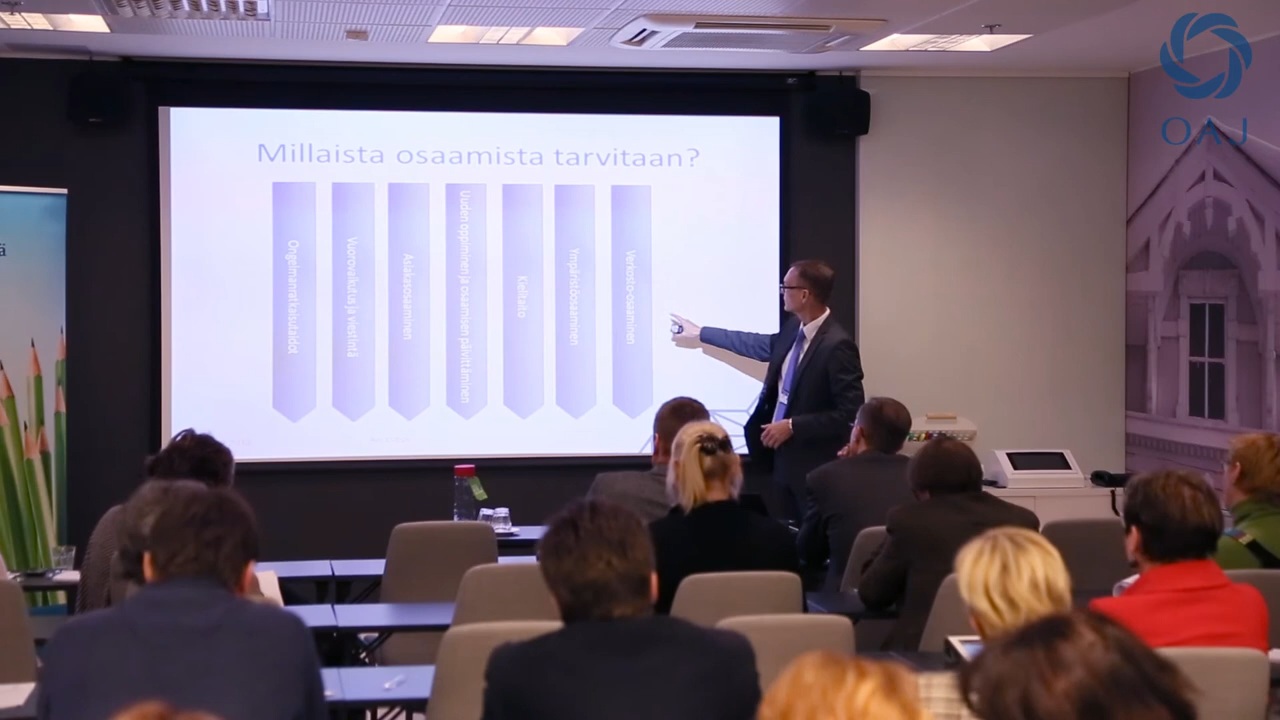 OAJ
Millaista osaamista tarvitaan?
Ongelmanratkaisutaidot
Vuorovaikutus ja viestintä
Asiakasosaaminen
Uuden oppiminen ja osaamisen päivittäminen
Kielitaito
Ympäristöosaaminen
Verkosto-osaaminen
ä